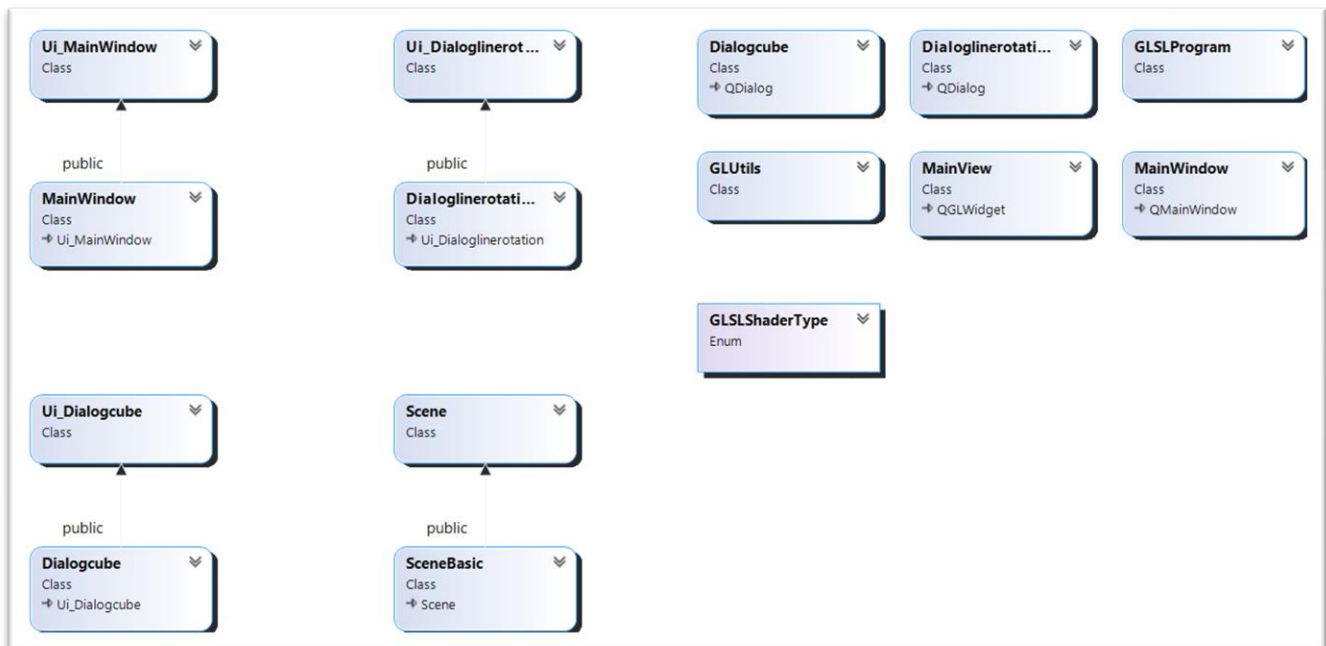 Ui_MainWindow
Class
public
MainWindow
Class
Ui_MainWindow
Ui_Dialoglinerot...
Class
public
Dialoglinerotati...
Class
Ui_Dialoglinerotation
Dialogcube
Class
QDialog
Dialoglinerotati...
Class
QDialog
GLSLProgram
Class
GLUtils
Class
MainView
Class
QGLWidget
MainWindow
Class
QMainWindow
GLSLShaderType
Enum
Ui_Dialogcube
Class
public
Dialogcube
Class
Ui_Dialogcube
Scene
Class
public
SceneBasic
Class
Scene